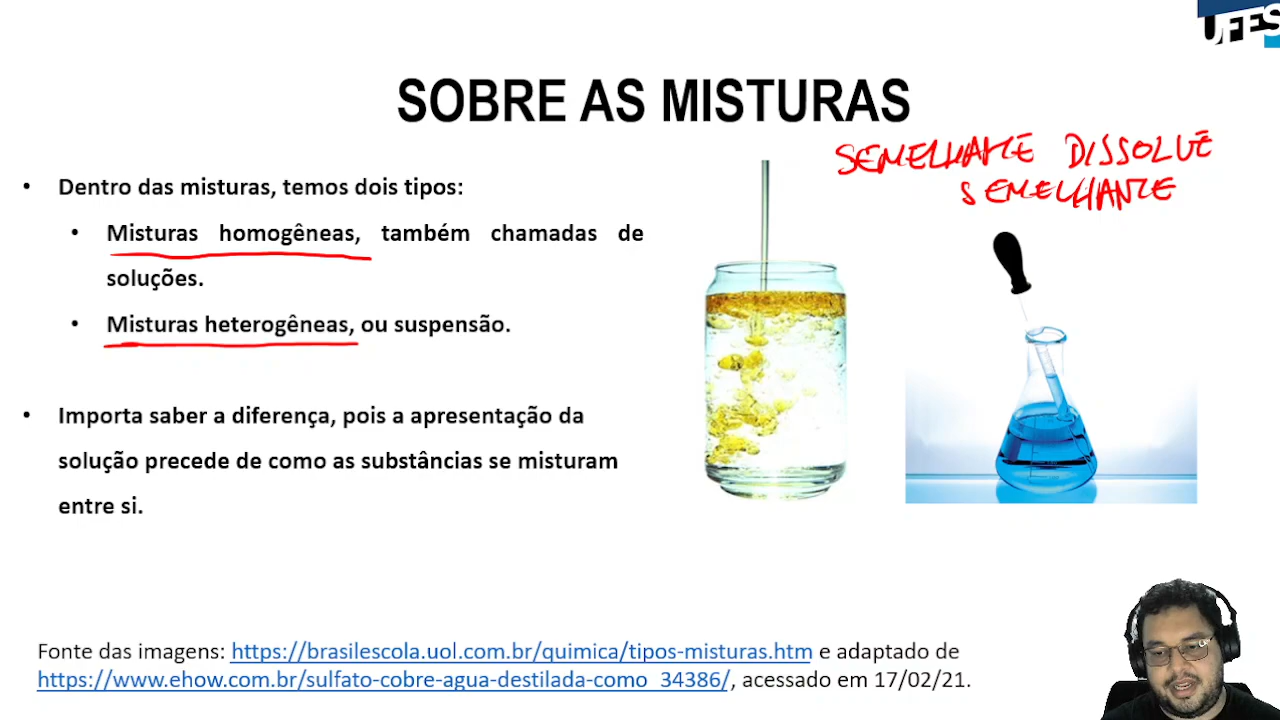 UFES
SOBRE AS MISTURAS
SEMELHANTE DISSOLVE
SEMELHANTE
• Dentro das misturas, temos dois tipos:
• Misturas homogêneas, também chamadas de
soluções.
• Misturas heterogêneas, ou suspensão.
• Importa saber a diferença, pois a apresentação da
solução precede de como as substâncias se misturam
entre si.
Fonte das imagens: https://brasilescola.uol.com.br/quimica/tipos-misturas.htm e adaptado de
https://www.ehow.com.br/sulfato-cobre-agua-destilada-como_34386/, acessado em 17/02/21.